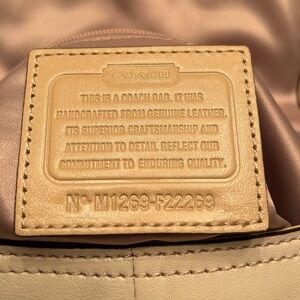 COACH
THIS IS A COACH BAG. IT WAS
HANDCRAFTED FROM GENUINE LEATHER.
ITS SUPERIOR CRAFTSMANSHIP AND
ATTENTION TO DETAIL REFLECT OUR
COMMITMENT TO ENDURING QUALITY.
Nº M1269-F22269